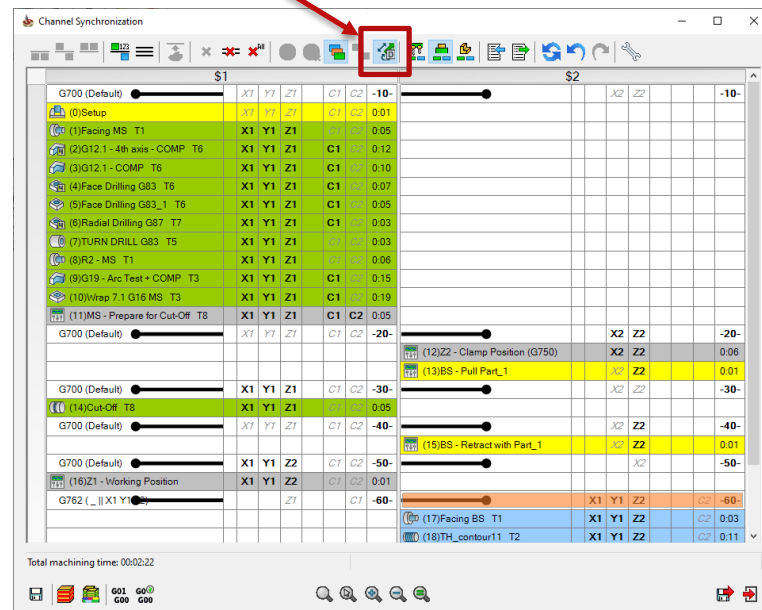 Channel Synchronization
123 All
$1 $2
G700 (Default) X1 Y1 Z1 C1 C2 -10- X2 Z2 -10-
(0)Setup X1 Y1 Z1 C1 C2 0:01
(1)Facing MS T1 X1 Y1 Z1 C1 C2 0:05
(2)G12.1 - 4th axis - COMP T6 X1 Y1 Z1 C1 C2 0:12
(3)G12.1 - COMP T6 X1 Y1 Z1 C1 C2 0:10
(4)Face Drilling G83 T6 X1 Y1 Z1 C1 C2 0:07
(5)Face Drilling G83_1 T6 X1 Y1 Z1 C1 C2 0:05
(6)Radial Drilling G87 T7 X1 Y1 Z1 C1 C2 0:03
(7)TURN DRILL G83 T5 X1 Y1 Z1 C1 C2 0:03
(8)R2 - MS T1 X1 Y1 Z1 C1 C2 0:06
(9)G19 - Arc Test + COMP T3 X1 Y1 Z1 C1 C2 0:15
(10)Wrap 7.1 G16 MS T3 X1 Y1 Z1 C1 C2 0:19
(11)MS - Prepare for Cut-Off T8 X1 Y1 Z1 C1 C2 0:05
G700 (Default) X1 Y1 Z1 C1 C2 -20- X2 Z2 -20-
(12)Z2 - Clamp Position (G750) X2 Z2 0:06
(13)BS - Pull Part_1 X2 Z2 0:01
G700 (Default) X1 Y1 Z1 C1 C2 -30- X2 Z2 -30-
(14)Cut-Off T8 X1 Y1 Z1 C1 C2 0:05
G700 (Default) X1 Y1 Z1 C1 C2 -40- X2 Z2 -40-
(15)BS - Retract with Part_1 X2 Z2 0:01
G700 (Default) X1 Y1 Z2 C1 C2 -50- X2 -50-
(16)Z1 - Working Position X1 Y1 Z2 C1 C2 0:01
G762 ( _ || X1 Y1 Z1 C1 -60- X1 Y1 Z2 C2 -60-
(17)Facing BS T1 X1 Y1 Z2 C2 0:03
(18)TH_contour11 T2 X1 Y1 Z2 C2 0:11
Total machining time: 00:02:22
G01 G0
G00 G00